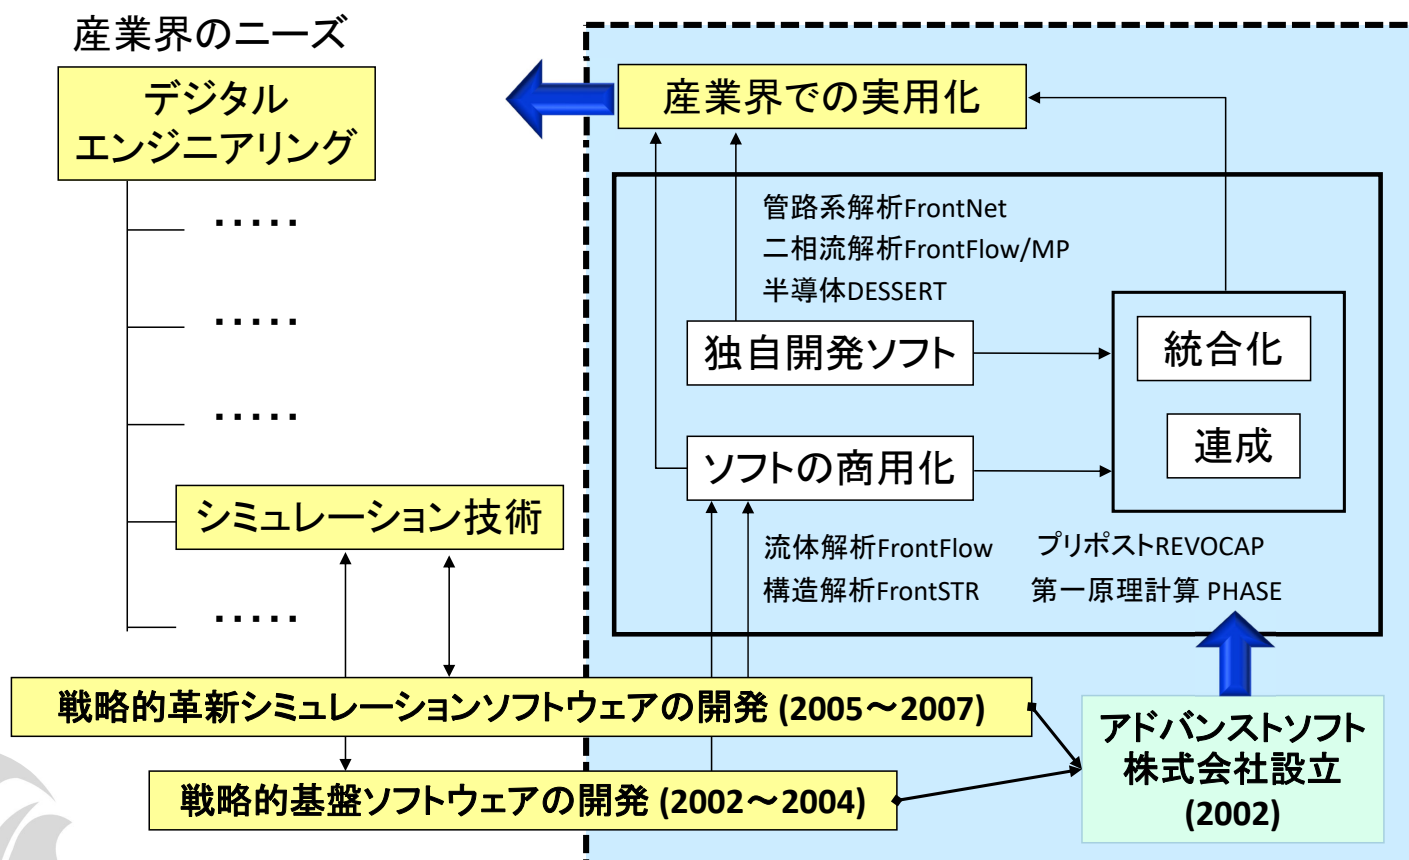 産業界のニーズ
デジタル
エンジニアリング
・・・・・
・・・・・
・・・・・
シミュレーション技術
・・・・・
産業界での実用化
管路系解析FrontNet
二相流解析FrontFlow/MP
半導体DESSERT
独自開発ソフト
統合化
連成
ソフトの商用化
流体解析FrontFlow
プリポストREVOCAP
構造解析FrontSTR
第一原理計算 PHASE
戦略的革新シミュレーションソフトウェアの開発 (2005～2007)
戦略的基盤ソフトウェアの開発 (2002～2004)
アドバンストソフト
株式会社設立
(2002)